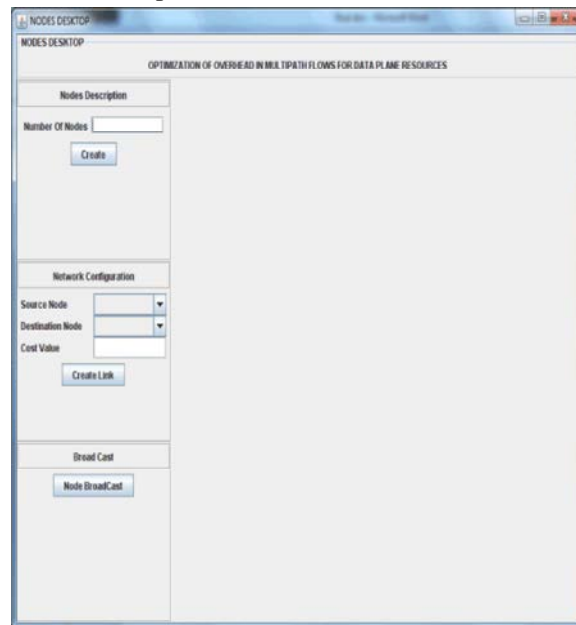 NODES DESKTOP
NODES DESKTOP
OPTIMIZATION OF OVERHEAD IN MULTIPATH FLOWS FOR DATA PLANE RESOURCES
Nodes Description
Number Of Nodes
Create
Network Configuration
Source Node
Destination Node
Cost Value
Create Link
Broad Cast
Node BroadCast